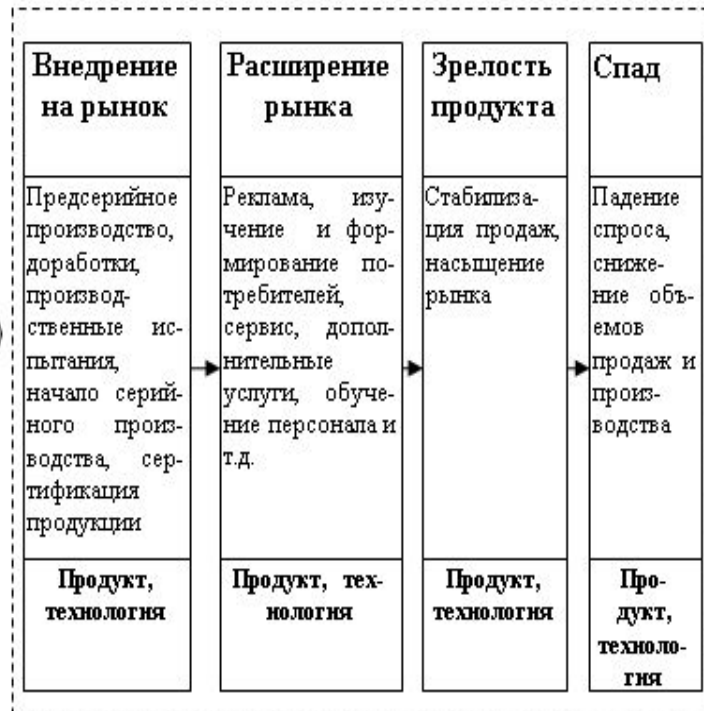 Внедрение
на рынок
Предсерийное
производство,
доработки,
производ-
ственные ис-
пытания,
начало серий-
ного произ-
водства, сер-
тификация
продукции
Продукт,
технология
Расширение
рынка
Реклама, изу-
чение и фор-
мирование по-
требителей,
сервис, допол-
нительные
услуги, обуче-
ние персонала и
т.д.
Продукт, тех-
нология
Зрелость
продукта
Стабилиза-
ция продаж,
насыщение
рынка
Продукт,
технология
Спад
Падение
спроса,
сниже-
ние объ-
емов
продаж и
произ-
водства
Про-
дукт,
техноло-
гия